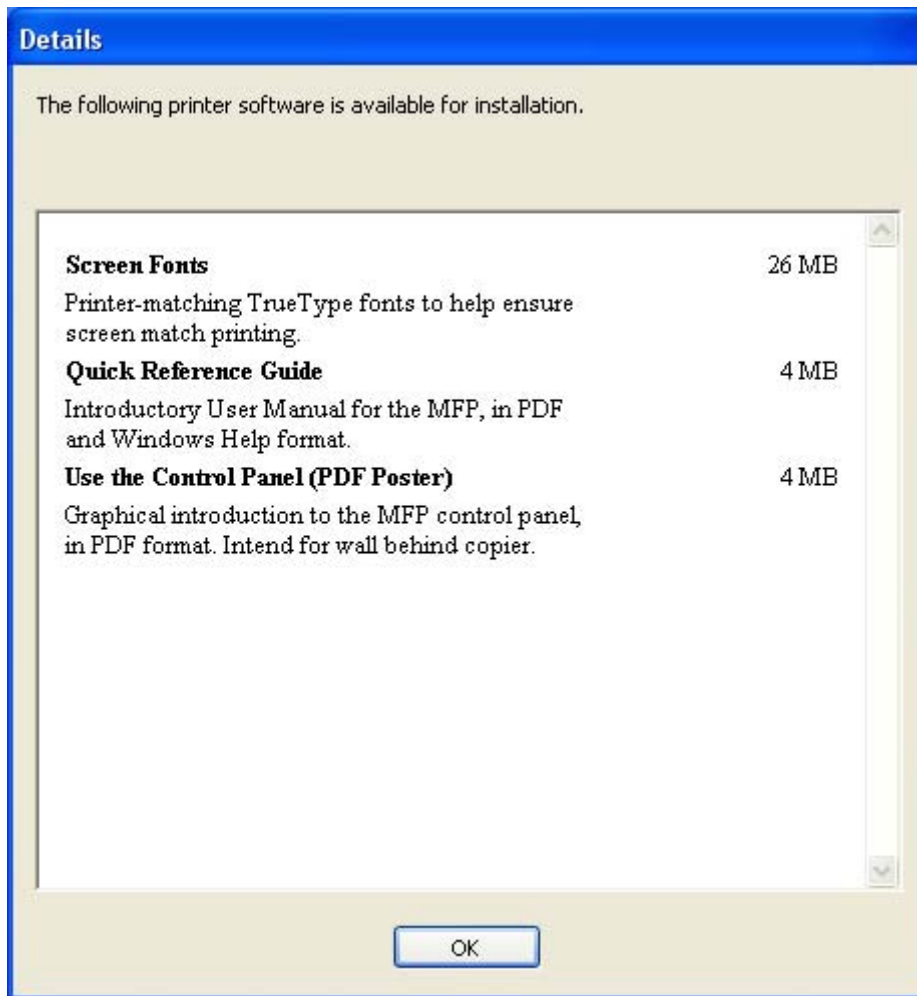 Details
The following printer software is available for installation.
Screen Fonts 26 MB
Printer-matching TrueType fonts to help ensure
screen match printing.
Quick Reference Guide 4 MB
Introductory User Manual for the MFP, in PDF
and Windows Help format.
Use the Control Panel (PDF Poster) 4 MB
Graphical introduction to the MFP control panel,
in PDF format. Intend for wall behind copier.
OK